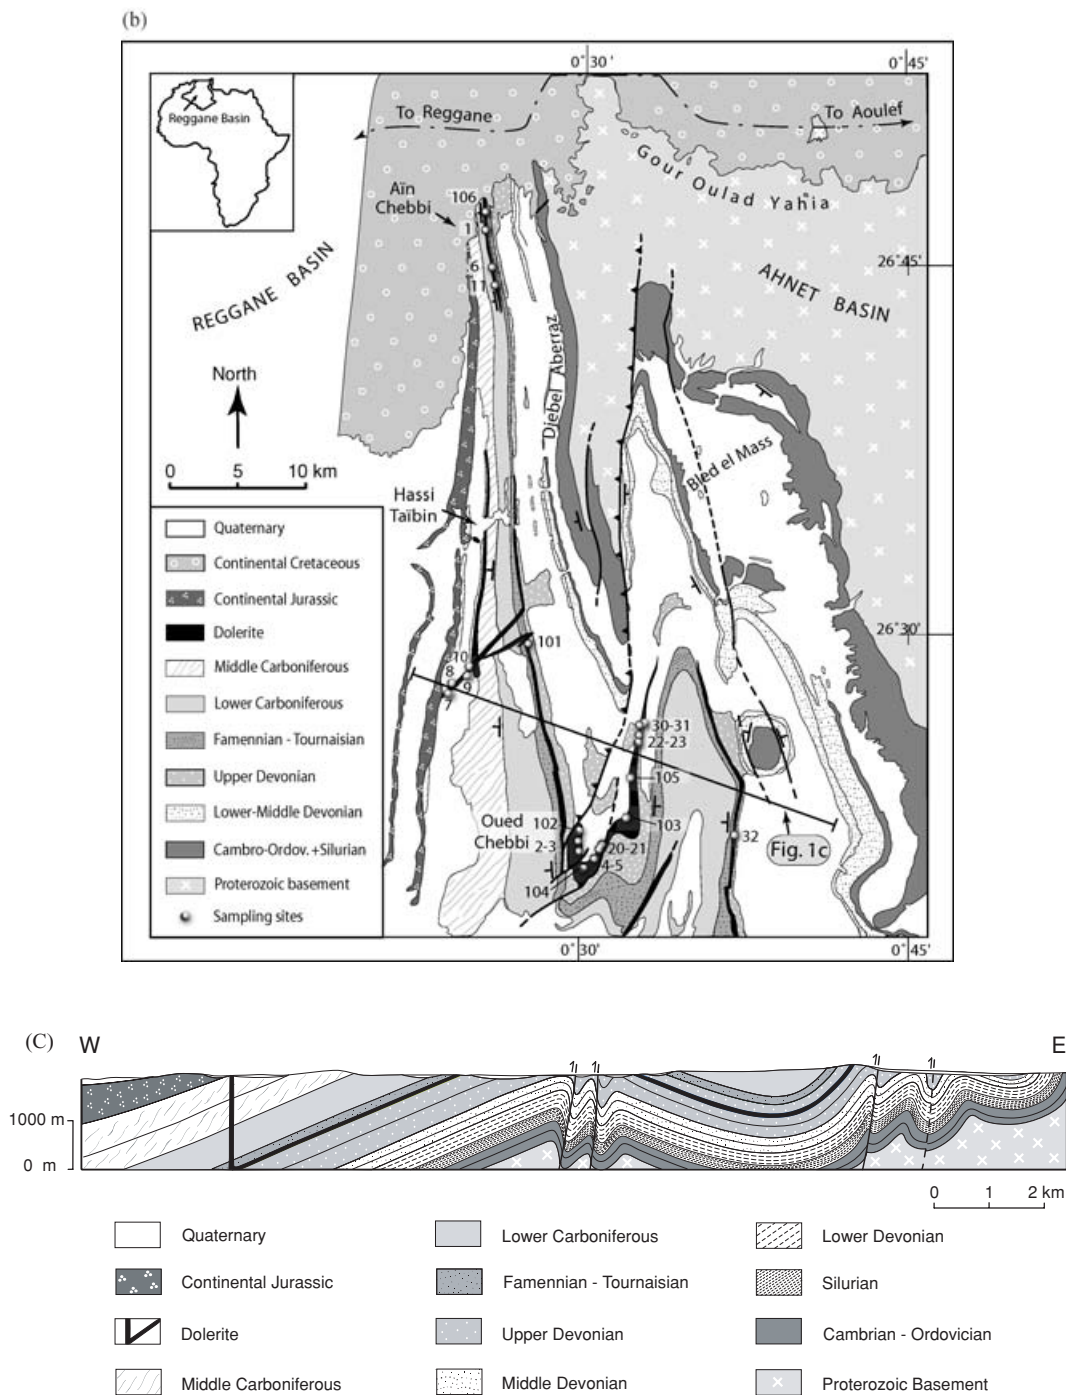 (b)
0°30'
0°45'
Reggane Basin
To Reggane
To Aoulef
Gour Oulad Yahia
Aïn
Chebbi
106
1
6
11
REGGANE BASIN
26°45'
AHNET BASIN
Djebel Aberraz
North
0 5 10 km
Bled el Mass
Hassi
Taïbin
Quaternary
Continental Cretaceous
Continental Jurassic
Dolerite
Middle Carboniferous
Lower Carboniferous
Famennian - Tournaisian
Upper Devonian
Lower-Middle Devonian
Cambro-Ordov.+Silurian
Proterozoic basement
Sampling sites
26°30'
101
10
8
9
7
30-31
22-23
105
Oued
Chebbi
102
2-3
103
20-21
4-5
104
32
Fig. 1c
0°30'
0°45'
(C) W
E
1000 m
0 m
0 1 2 km
Quaternary
Lower Carboniferous
Lower Devonian
Continental Jurassic
Famennian - Tournaisian
Silurian
Dolerite
Upper Devonian
Cambrian - Ordovician
Middle Carboniferous
Middle Devonian
Proterozoic Basement